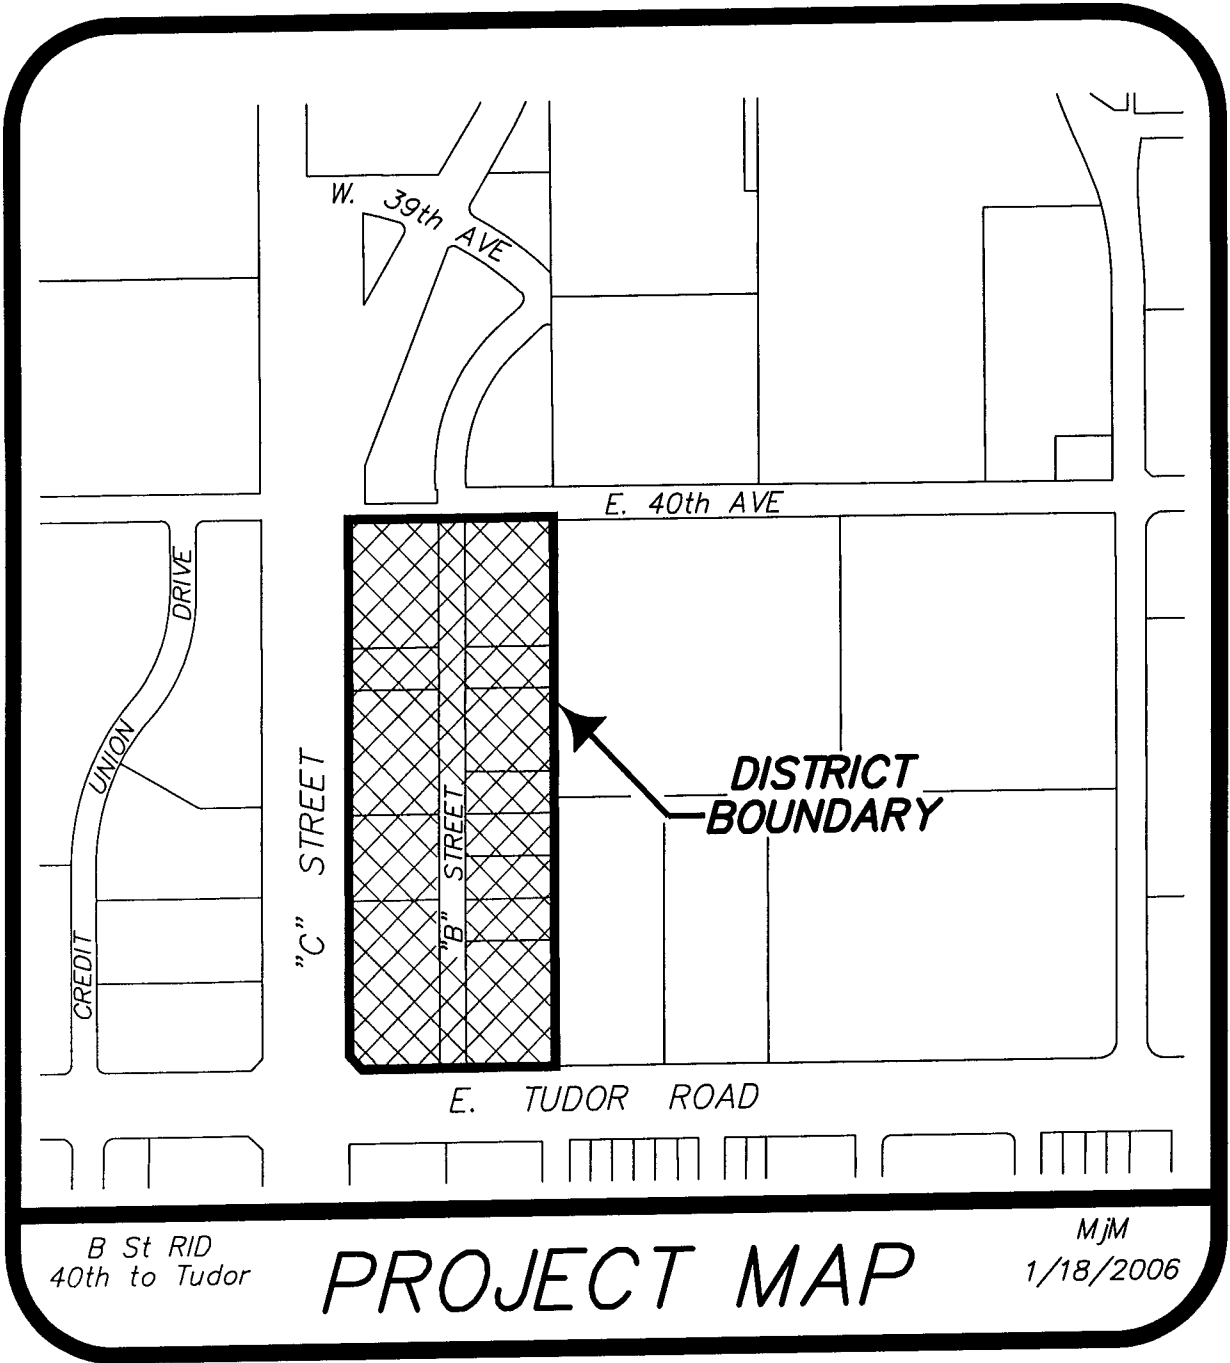 W. 39th AVE
E. 40th AVE
CREDIT UNION DRIVE
"C" STREET
"B" STREET
DISTRICT
BOUNDARY
E. TUDOR ROAD
B St RID
40th to Tudor
PROJECT MAP
MjM
1/18/2006